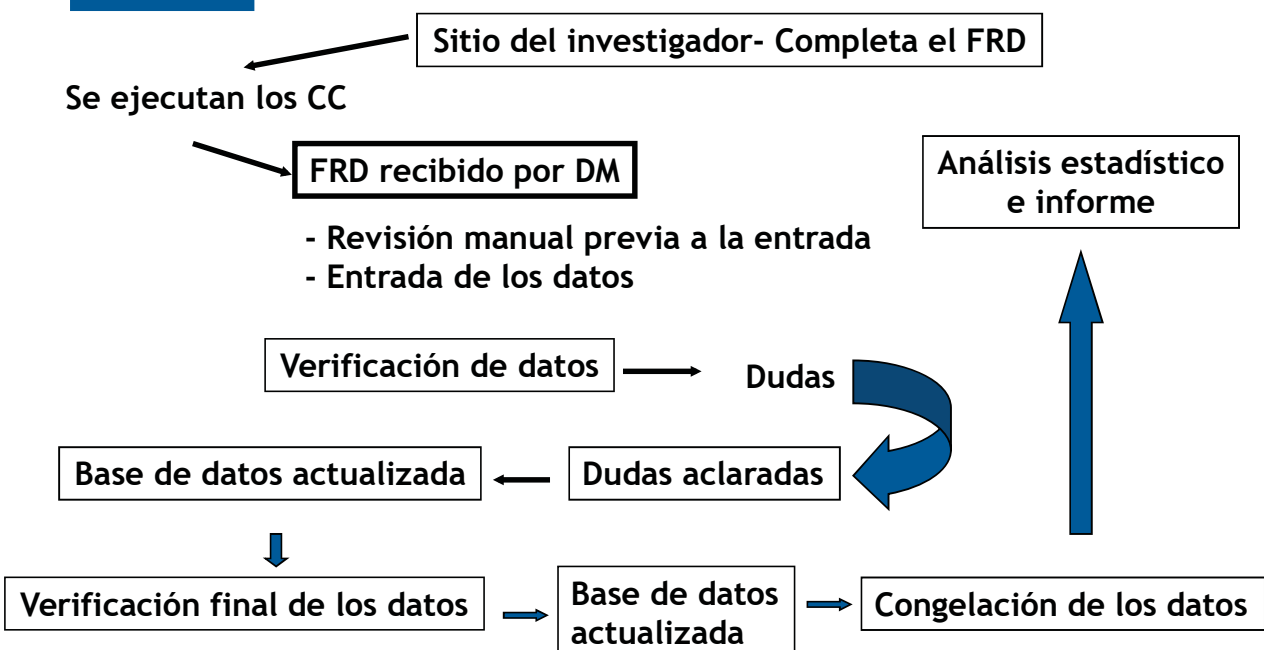 Sitio del investigador- Completa el FRD
Se ejecutan los CC
FRD recibido por DM
- Revisión manual previa a la entrada
- Entrada de los datos
Análisis estadístico
e informe
Verificación de datos
Dudas
Base de datos actualizada
Dudas aclaradas
Verificación final de los datos
Base de datos
actualizada
Congelación de los datos